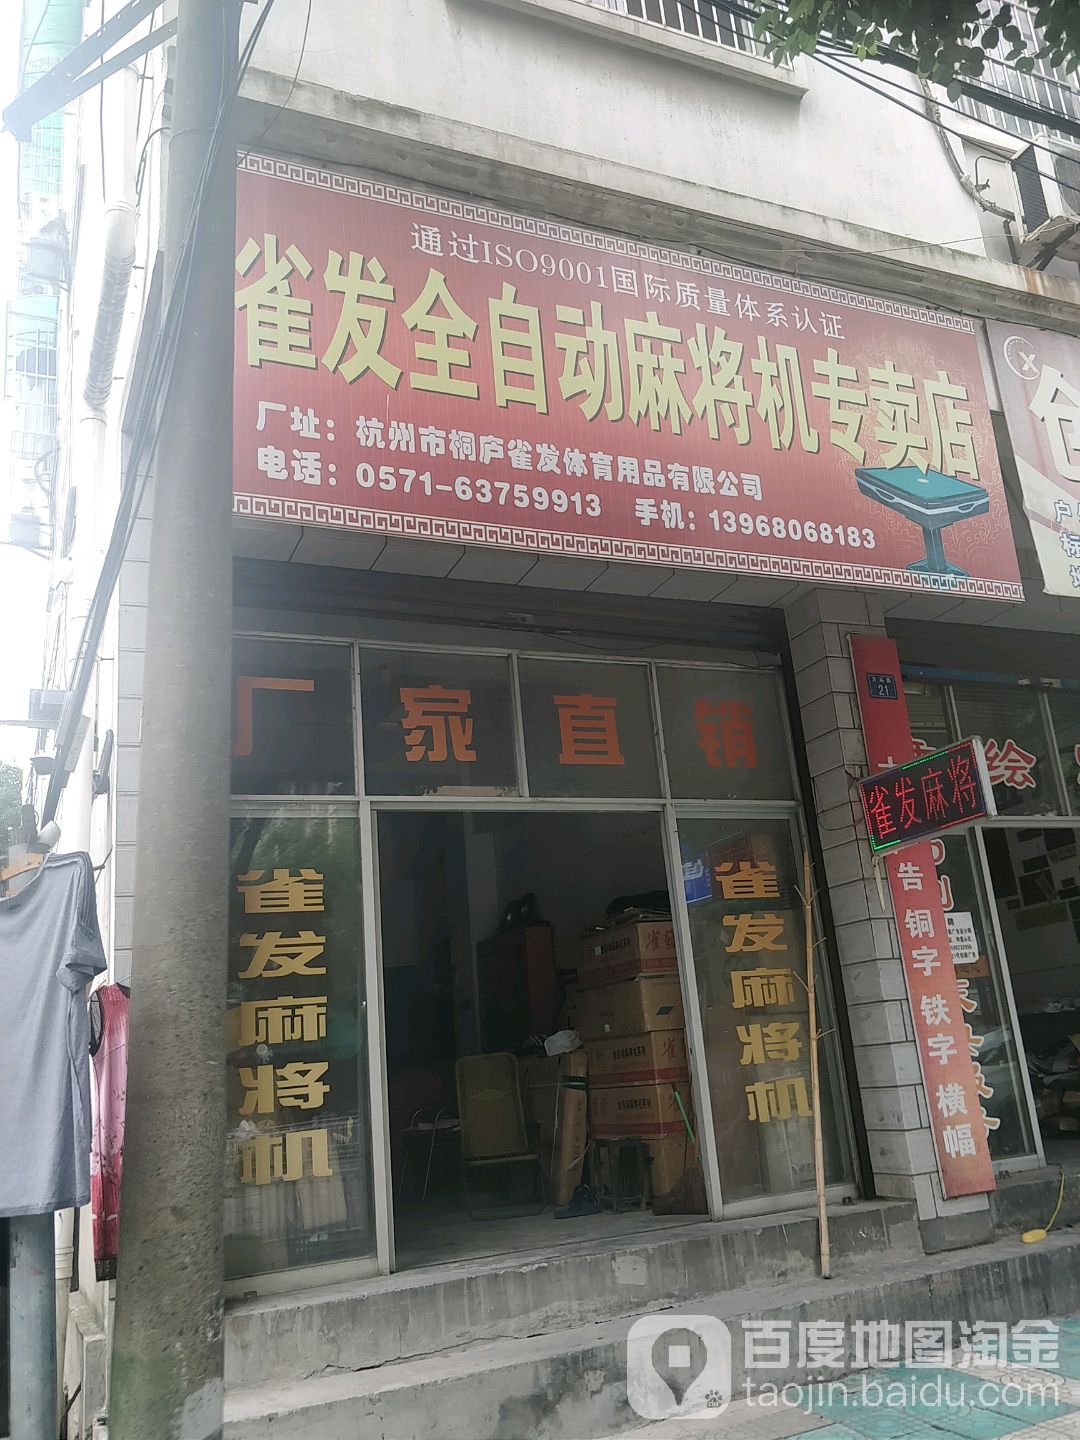 通过ISO9001国际质量体系认证
雀发全自动麻将机专卖店
厂址：杭州市桐庐雀发体育用品有限公司
电话：0571-63759913 手机：13968068183
厂家直销
雀发麻将机
雀发麻将机
雀发麻将
21
告铜字铁字横幅
绘
百度地图淘金
taojin.baidu.com